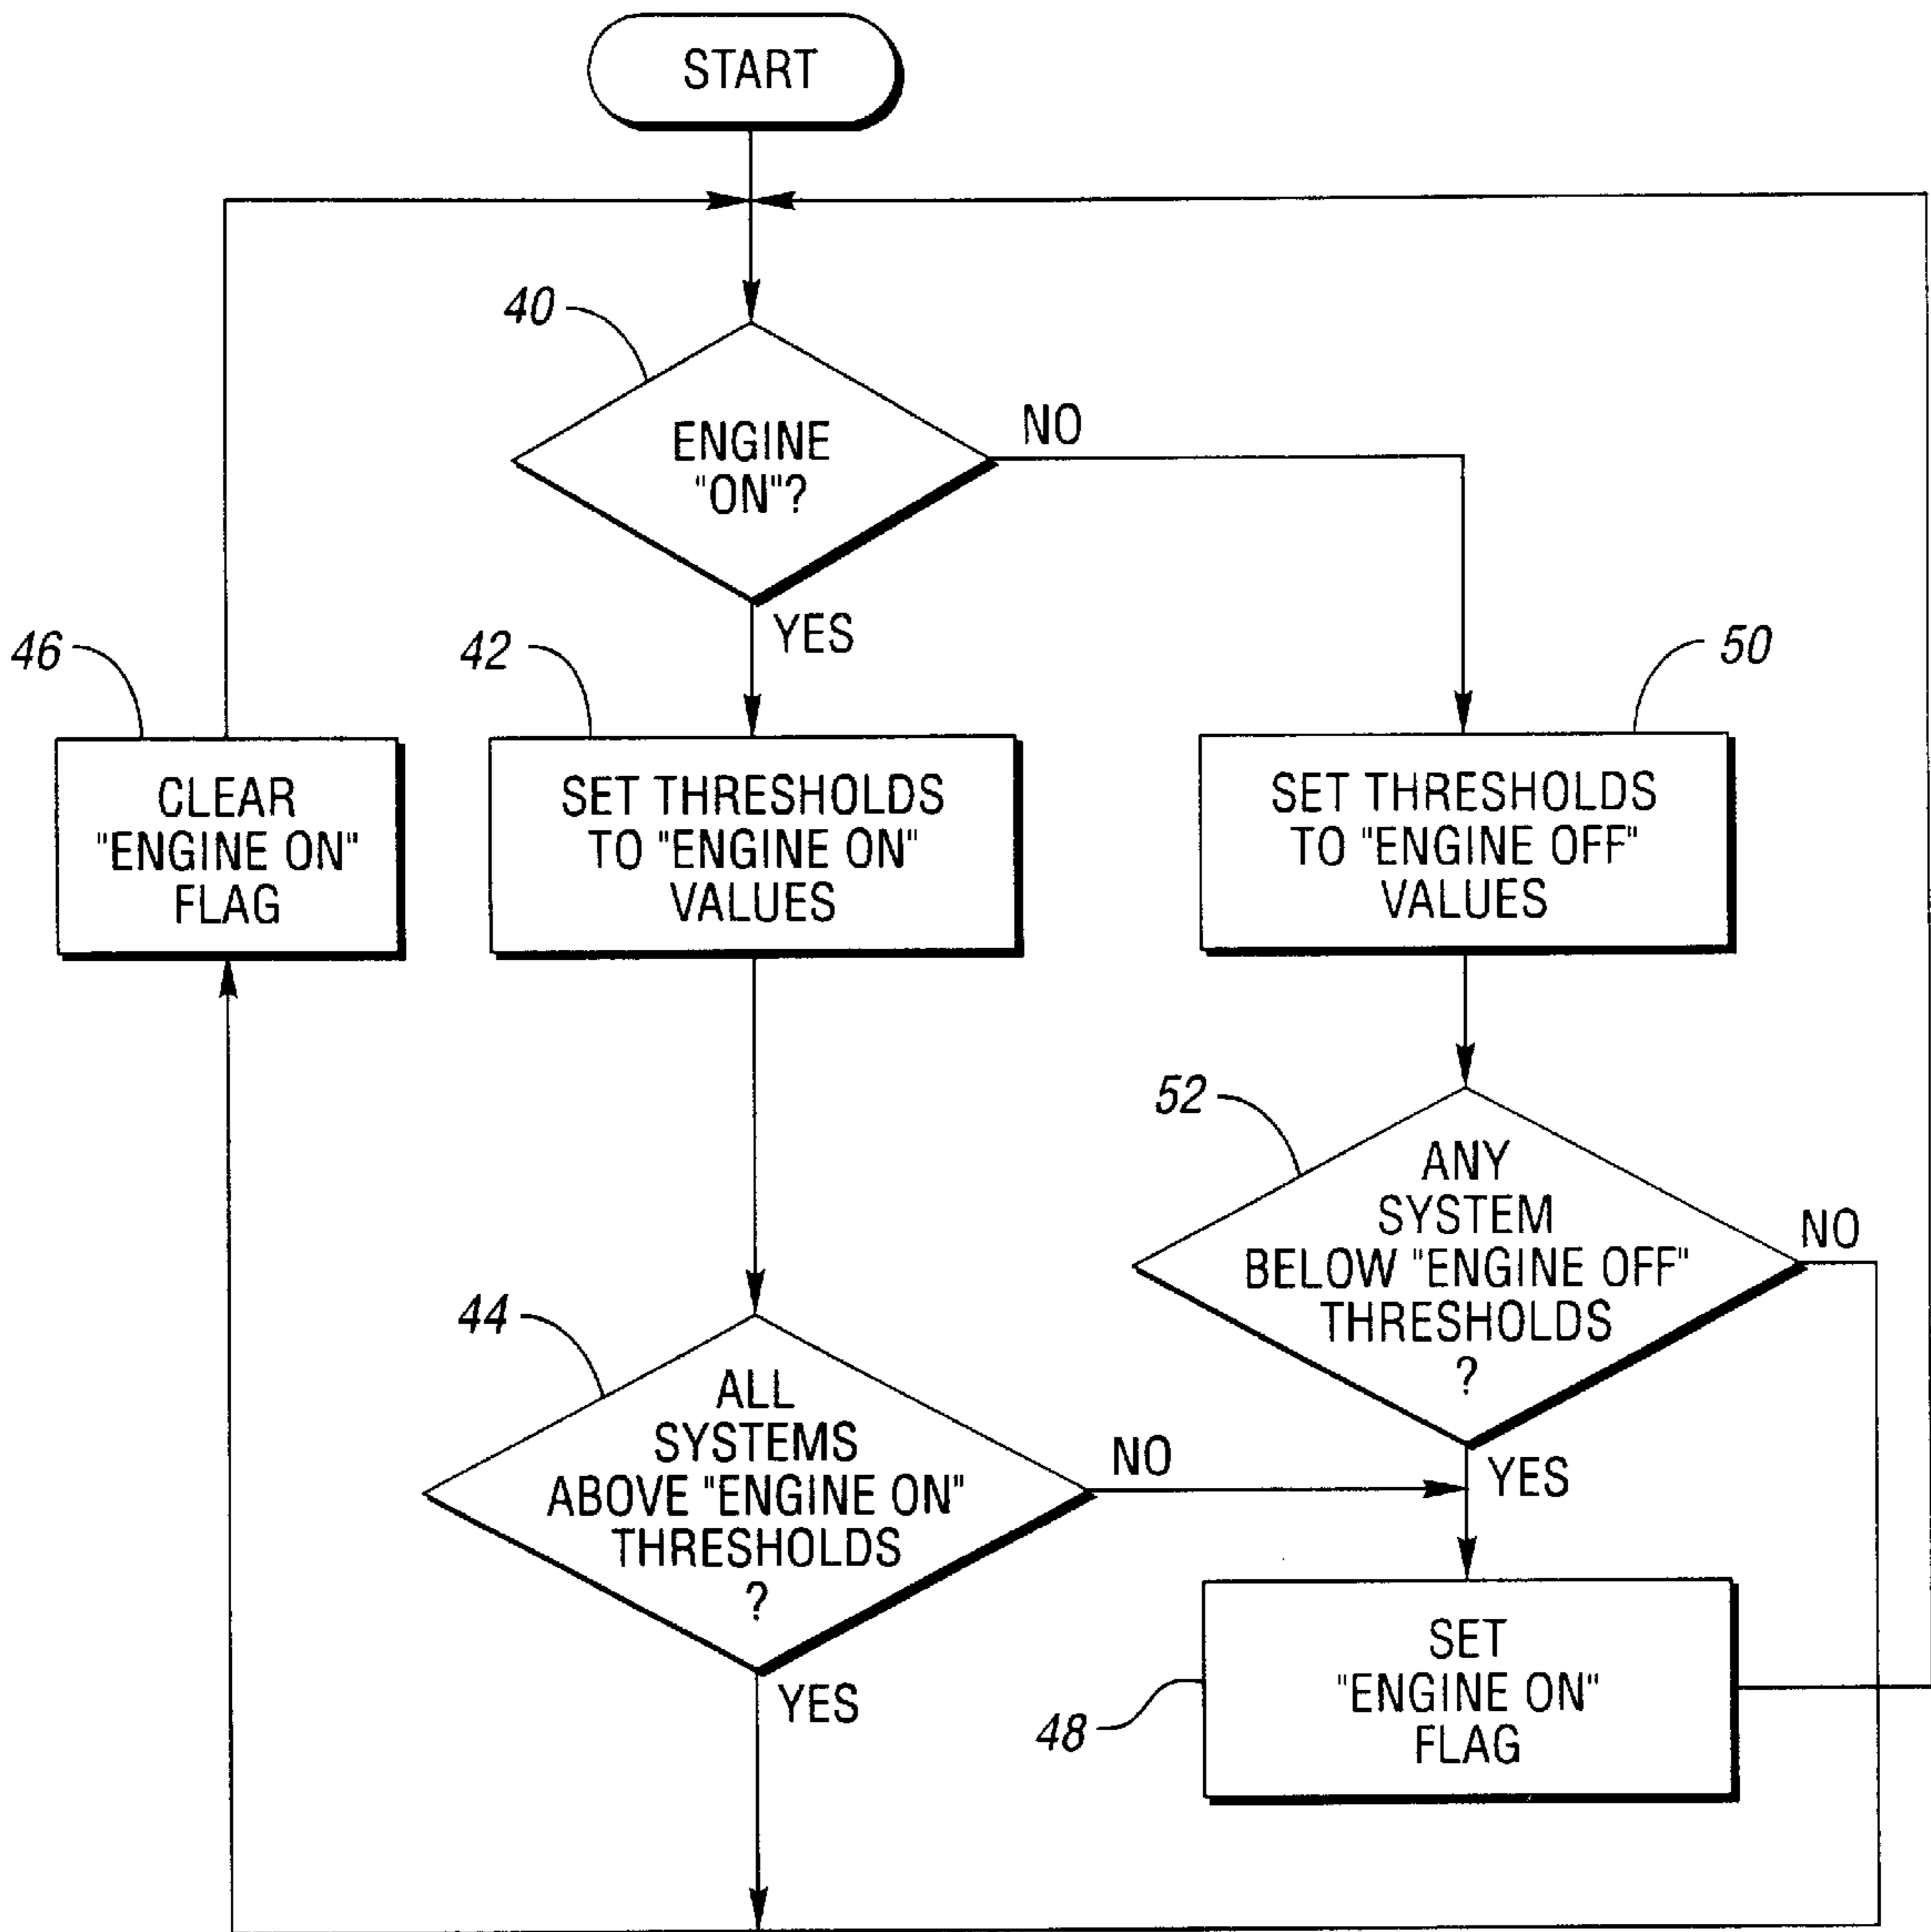 START
40
ENGINE
"ON"?
NO
YES
46
CLEAR
"ENGINE ON"
FLAG
42
SET THRESHOLDS
TO "ENGINE ON"
VALUES
50
SET THRESHOLDS
TO "ENGINE OFF"
VALUES
52
ANY
SYSTEM
BELOW "ENGINE OFF"
THRESHOLDS
?
NO
YES
44
ALL
SYSTEMS
ABOVE "ENGINE ON"
THRESHOLDS
?
NO
YES
48
SET
"ENGINE ON"
FLAG